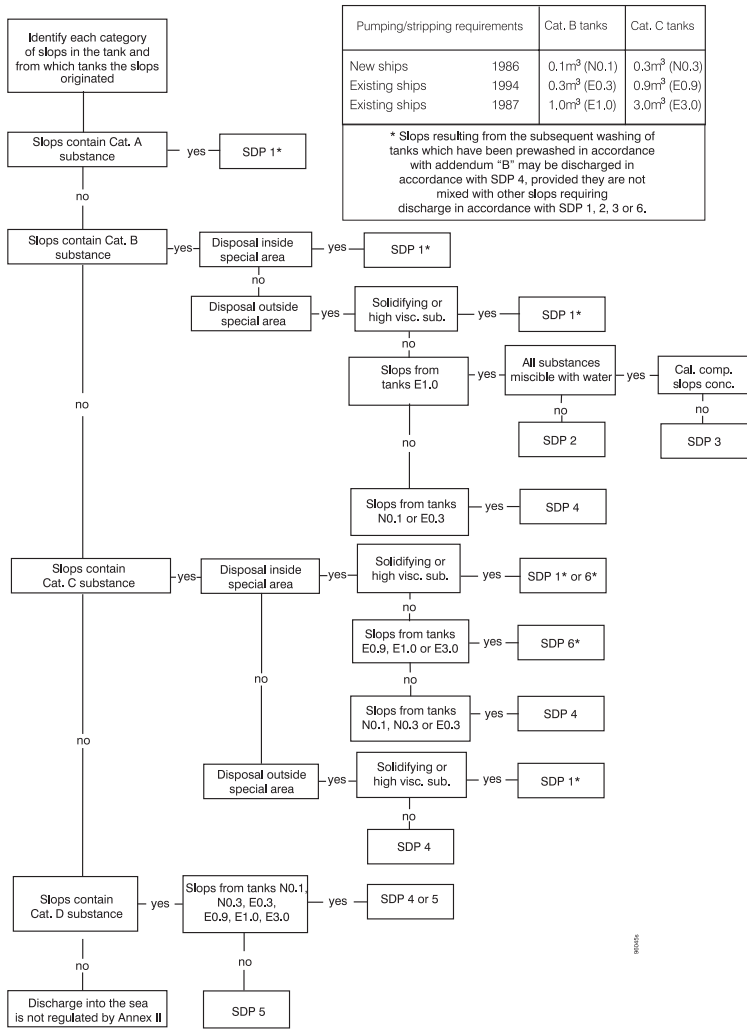 Identify each category
of slops in the tank and
from which tanks the slops
originated
Pumping/stripping requirements Cat. B tanks Cat. C tanks
New ships 1986 0.1m³ (N0.1) 0.3m³ (N0.3)
Existing ships 1994 0.3m³ (E0.3) 0.9m³ (E0.9)
Existing ships 1987 1.0m³ (E1.0) 3.0m³ (E3.0)
* Slops resulting from the subsequent washing of
tanks which have been prewashed in accordance
with addendum “B” may be discharged in
accordance with SDP 4, provided they are not
mixed with other slops requiring
discharge in accordance with SDP 1, 2, 3 or 6.
Slops contain Cat. A
substance
yes
SDP 1*
no
Slops contain Cat. B
substance
yes
Disposal inside
special area
yes
SDP 1*
no
Disposal outside
special area
yes
Solidifying or
high visc. sub.
yes
SDP 1*
no
Slops from
tanks E1.0
yes
All substances
miscible with water
yes
Cal. comp.
slops conc.
no
SDP 2
no
SDP 3
no
no
Slops from tanks
N0.1 or E0.3
yes
SDP 4
Slops contain
Cat. C substance
yes
Disposal inside
special area
yes
Solidifying or
high visc. sub.
yes
SDP 1* or 6*
no
Slops from tanks
E0.9, E1.0 or E3.0
yes
SDP 6*
no
no
Slops from tanks
N0.1, N0.3 or E0.3
yes
SDP 4
no
Disposal outside
special area
yes
Solidifying or
high visc. sub.
yes
SDP 1*
no
SDP 4
Slops contain
Cat. D substance
yes
Slops from tanks N0.1,
N0.3, E0.3,
E0.9, E1.0, E3.0
yes
SDP 4 or 5
no
no
Discharge into the sea
is not regulated by Annex II
SDP 5